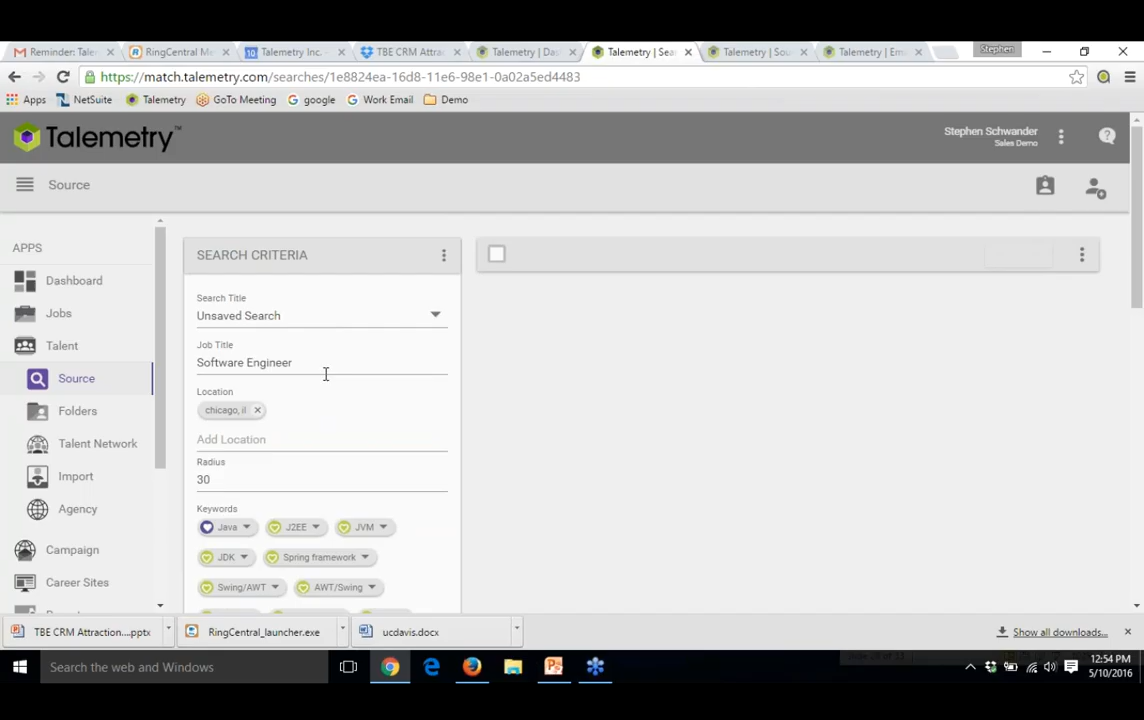 Stephen
Reminder: Tale
RingCentral Me
Talemetry Inc. -
TBE CRM Attrac
Talemetry | Das
Talemetry | Sea
Talemetry | Sou
Talemetry | Em
https://match.talemetry.com/searches/1e8824ea-16d8-11e6-98e1-0a02a5ed4483
Apps NetSuite Talemetry GoTo Meeting google Work Email Demo
Talemetry™
Stephen Schwander
Sales Demo
Source
APPS
Dashboard
Jobs
Talent
Source
Folders
Talent Network
Import
Agency
Campaign
Career Sites
SEARCH CRITERIA
Search Title
Unsaved Search
Job Title
Software Engineer
Location
chicago, il
Add Location
Radius
30
Keywords
Java J2EE JVM
JDK Spring framework
Swing/AWT AWT/Swing
TBE CRM Attraction....pptx RingCentral_launcher.exe ucdavis.docx Show all downloads...
Search the web and Windows
12:54 PM
5/10/2016